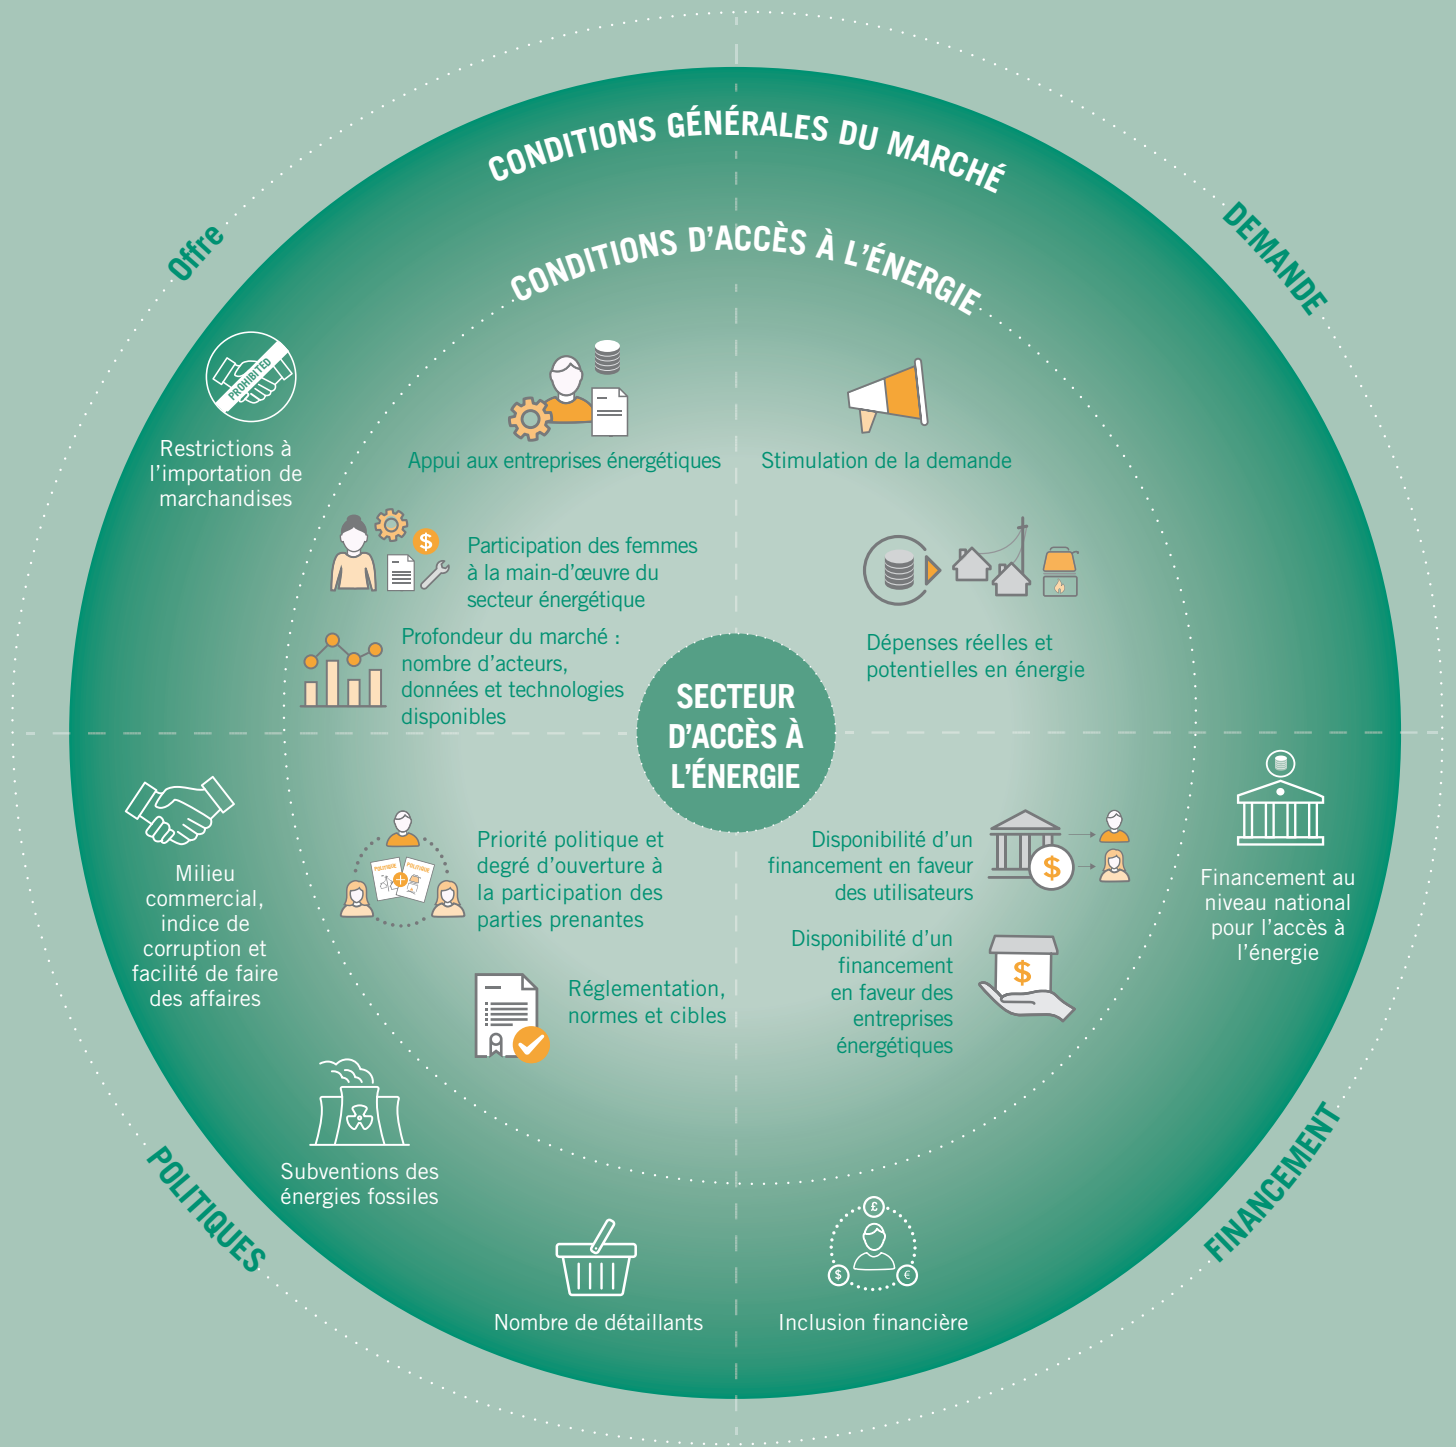 CONDITIONS GÉNÉRALES DU MARCHÉ
CONDITIONS D'ACCÈS À L'ÉNERGIE
Offre
DEMANDE
PROHIBITED
Restrictions à
l'importation de
marchandises
Appui aux entreprises énergétiques
Stimulation de la demande
$
Participation des femmes
à la main-d'œuvre du
secteur énergétique
Profondeur du marché :
nombre d'acteurs,
données et technologies
disponibles
Dépenses réelles et
potentielles en énergie
SECTEUR
D'ACCÈS À
L'ÉNERGIE
Milieu
commercial,
indice de
corruption et
facilité de faire
des affaires
POLITIQUE
POLITIQUE
Priorité politique et
degré d'ouverture à
la participation des
parties prenantes
Réglementation,
normes et cibles
Disponibilité d'un
financement en faveur
des utilisateurs
$
Disponibilité d'un
financement
en faveur des
entreprises
énergétiques
$
Financement au
niveau national
pour l'accès à
l'énergie
Subventions des
énergies fossiles
Nombre de détaillants
£
$
€
Inclusion financière
POLITIQUES
FINANCEMENT